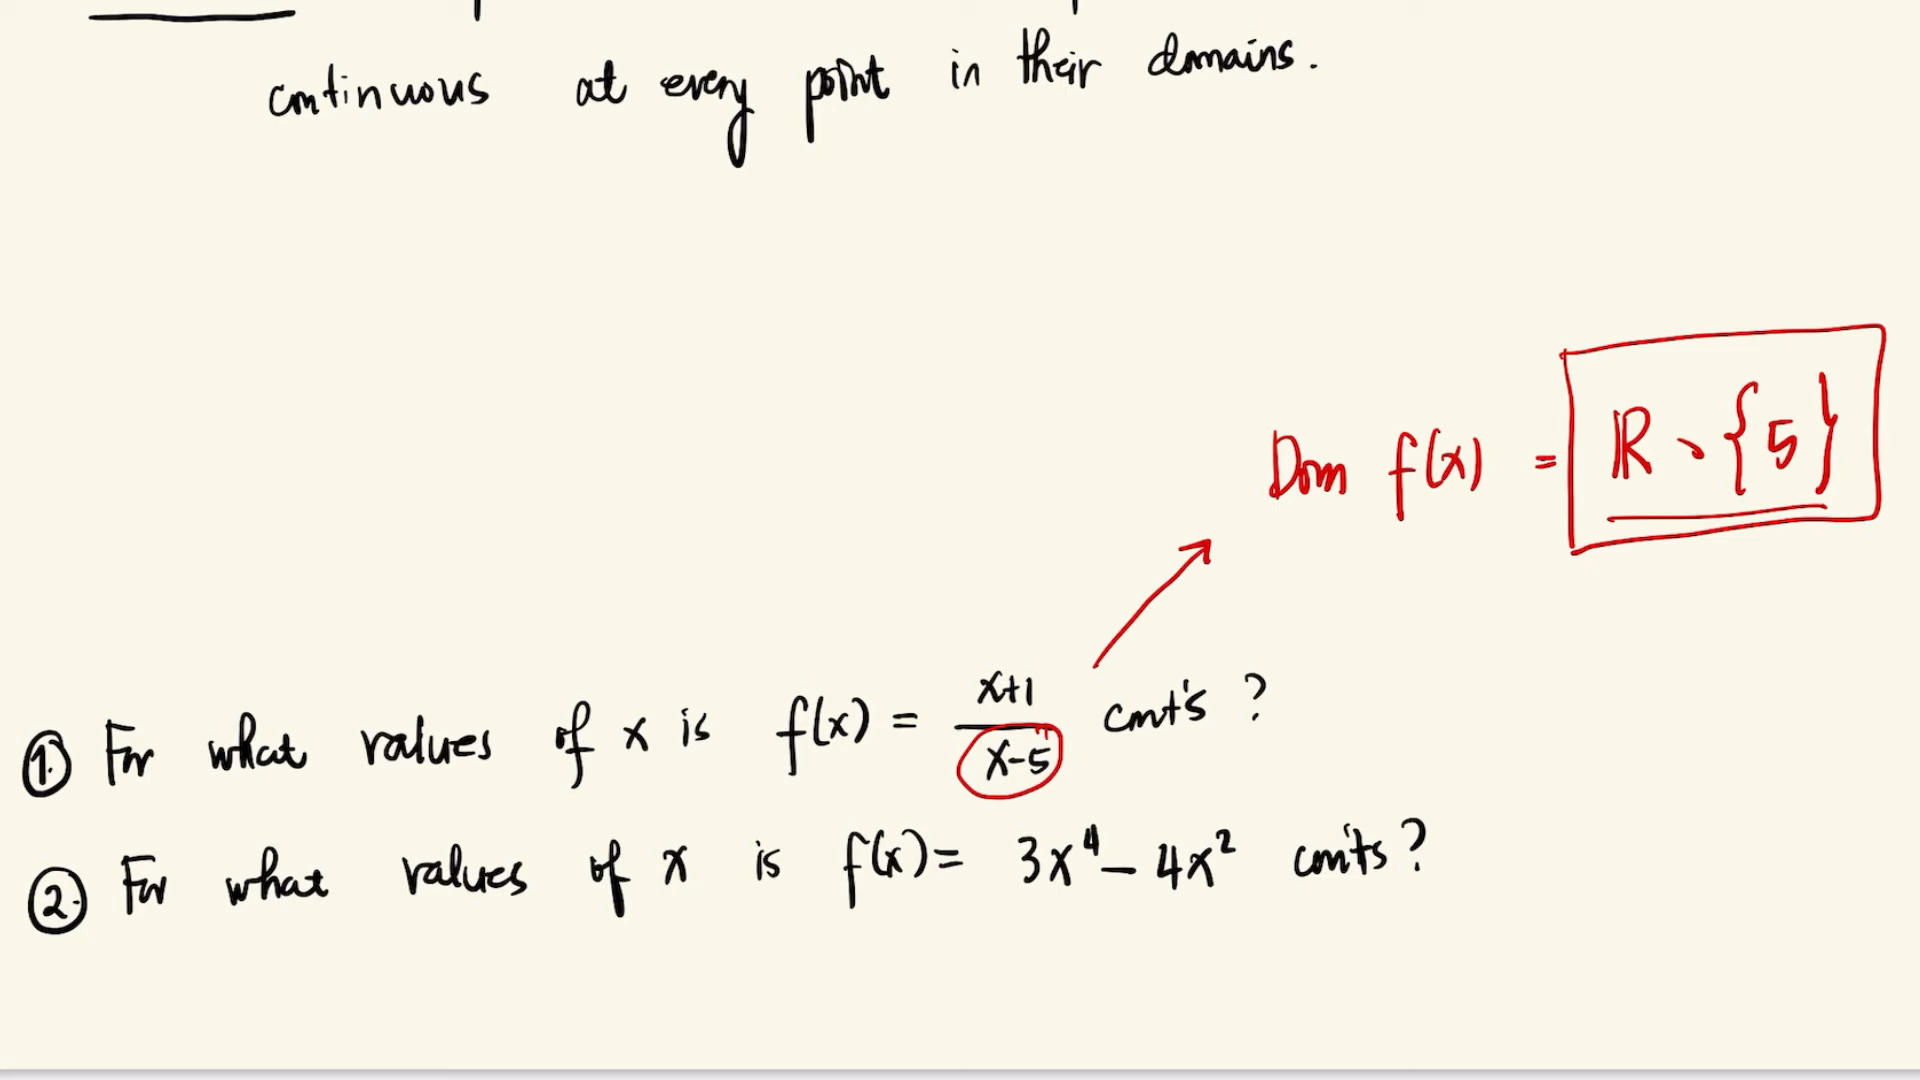 continuous at every point in their domains.
Dom f(x) = ℝ∖{5}
① For what values of x is f(x) = (x+1)/(x-5) cont's ?
② For what values of x is f(x) = 3x⁴ - 4x² cont's ?